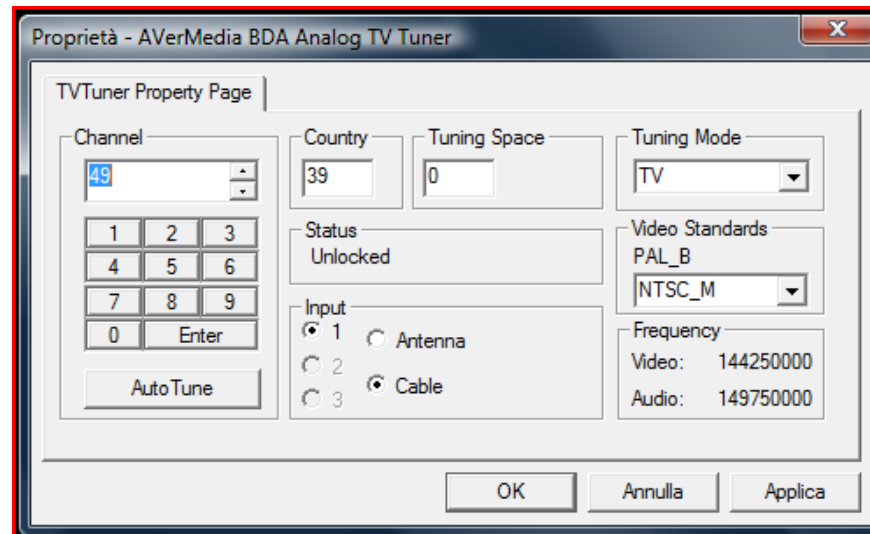 Proprietà - AVerMedia BDA Analog TV Tuner
x
TVTuner Property Page
Channel
49
1 2 3
4 5 6
7 8 9
0 Enter
AutoTune
Country
39
Tuning Space
0
Status
Unlocked
Input
1
2
3
Antenna
Cable
Tuning Mode
TV
Video Standards
PAL_B
NTSC_M
Frequency
Video: 144250000
Audio: 149750000
OK Annulla Applica